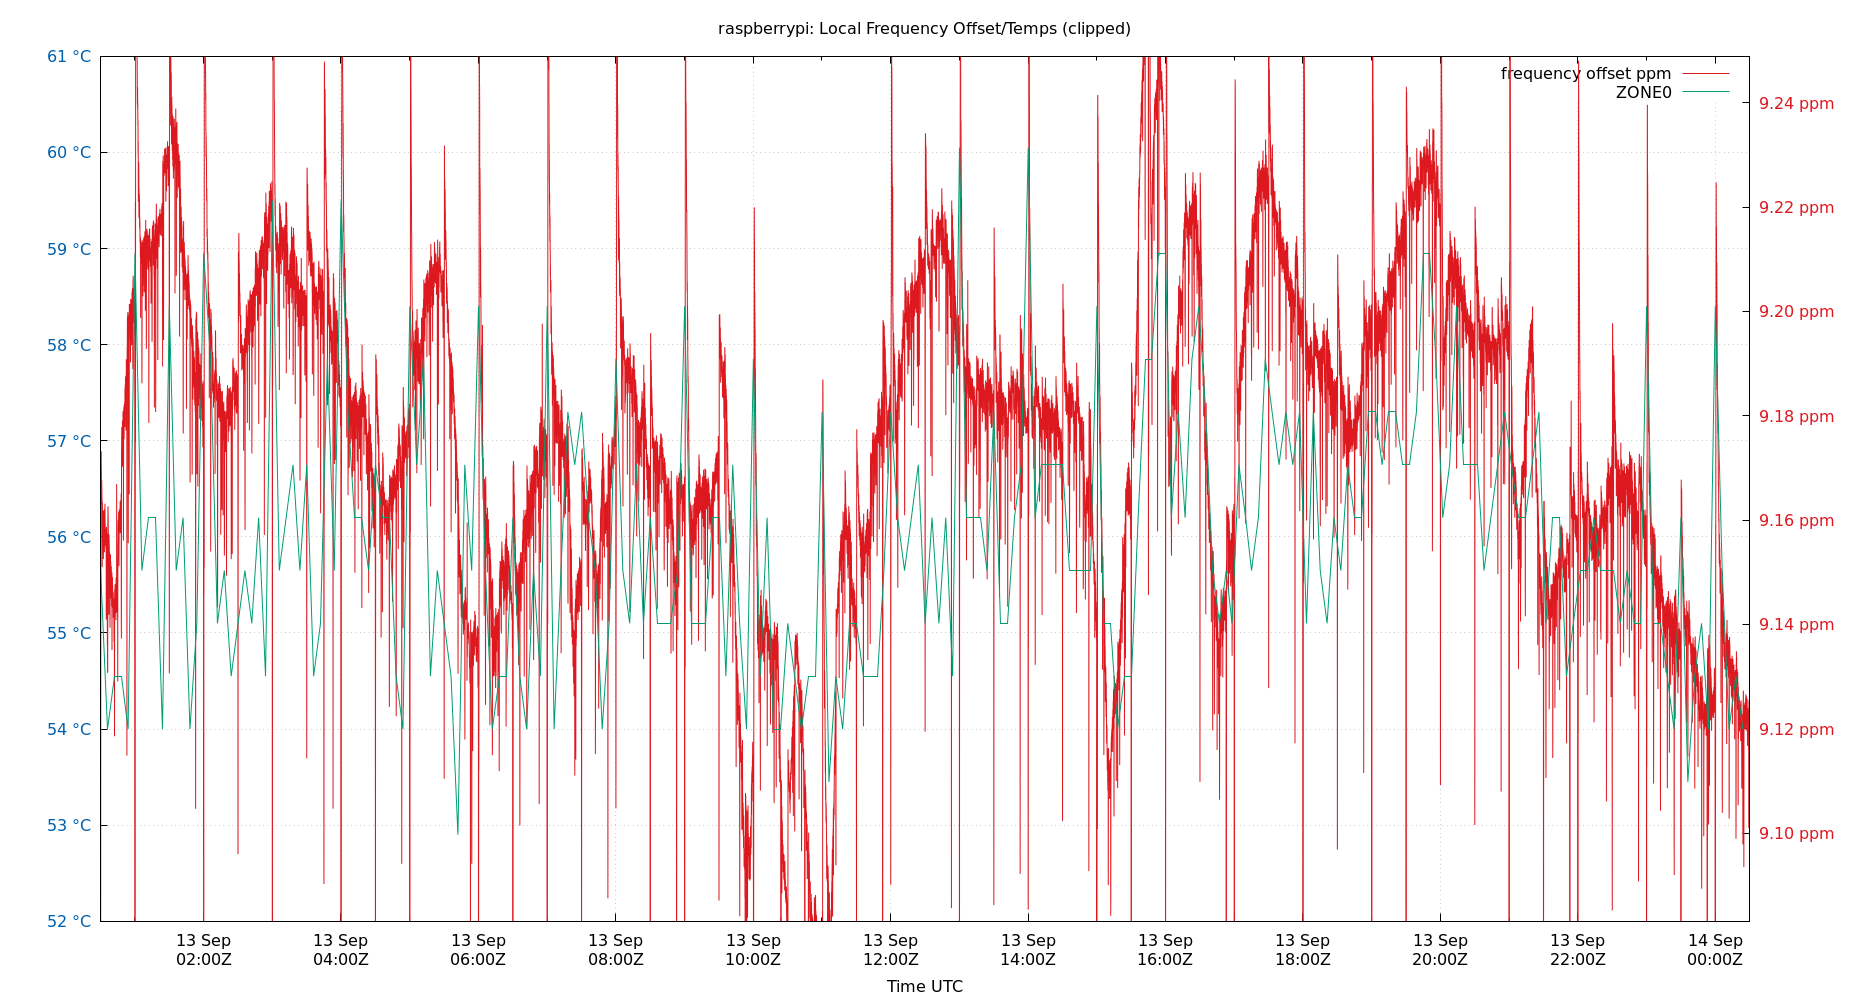 raspberrypi: Local Frequency Offset/Temps (clipped)
61 °C
60 °C
59 °C
58 °C
57 °C
56 °C
55 °C
54 °C
53 °C
52 °C
frequency offset ppm
ZONE0
9.24 ppm
9.22 ppm
9.20 ppm
9.18 ppm
9.16 ppm
9.14 ppm
9.12 ppm
9.10 ppm
13 Sep 13 Sep 13 Sep 13 Sep 13 Sep 13 Sep 13 Sep 13 Sep 13 Sep 13 Sep 13 Sep 14 Sep
02:00Z 04:00Z 06:00Z 08:00Z 10:00Z 12:00Z 14:00Z 16:00Z 18:00Z 20:00Z 22:00Z 00:00Z
Time UTC